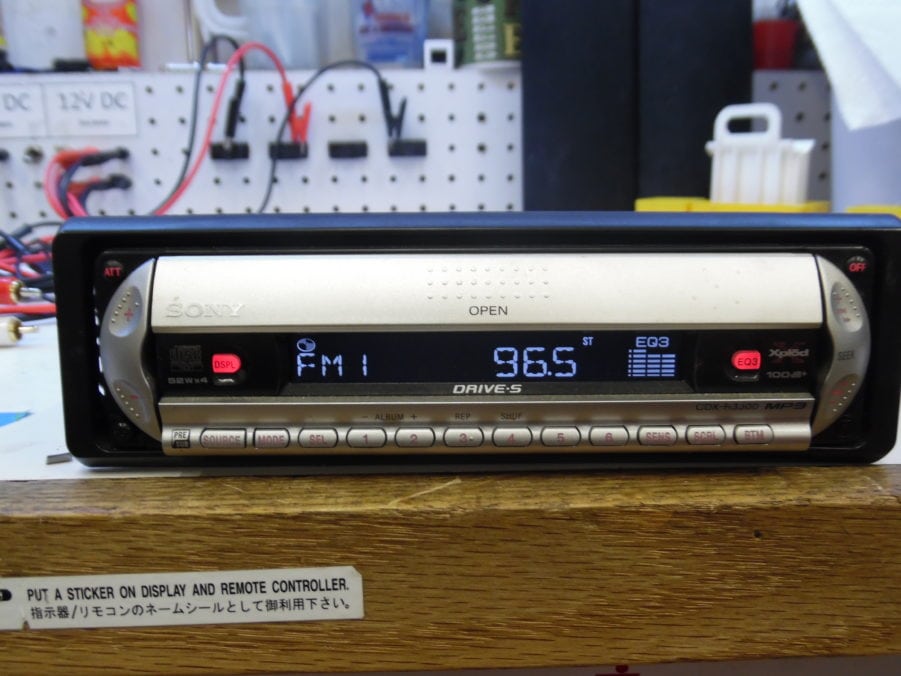 DC
12V DC
E
ATT
OFF
SONY
OPEN
ST
EQ3
FM1
96.5
DSPL
EQ3
Xplōd
SEEK
52W×4
DRIVE·S
MP3
ALBUM
REP
SHUF
SOURCE
MODE
SEL
1
2
3
4
5
6
SENS
SCRL
BTM
PUT A STICKER ON DISPLAY AND REMOTE CONTROLLER.
指示器/リモコンのネームシールとして御利用下さい。